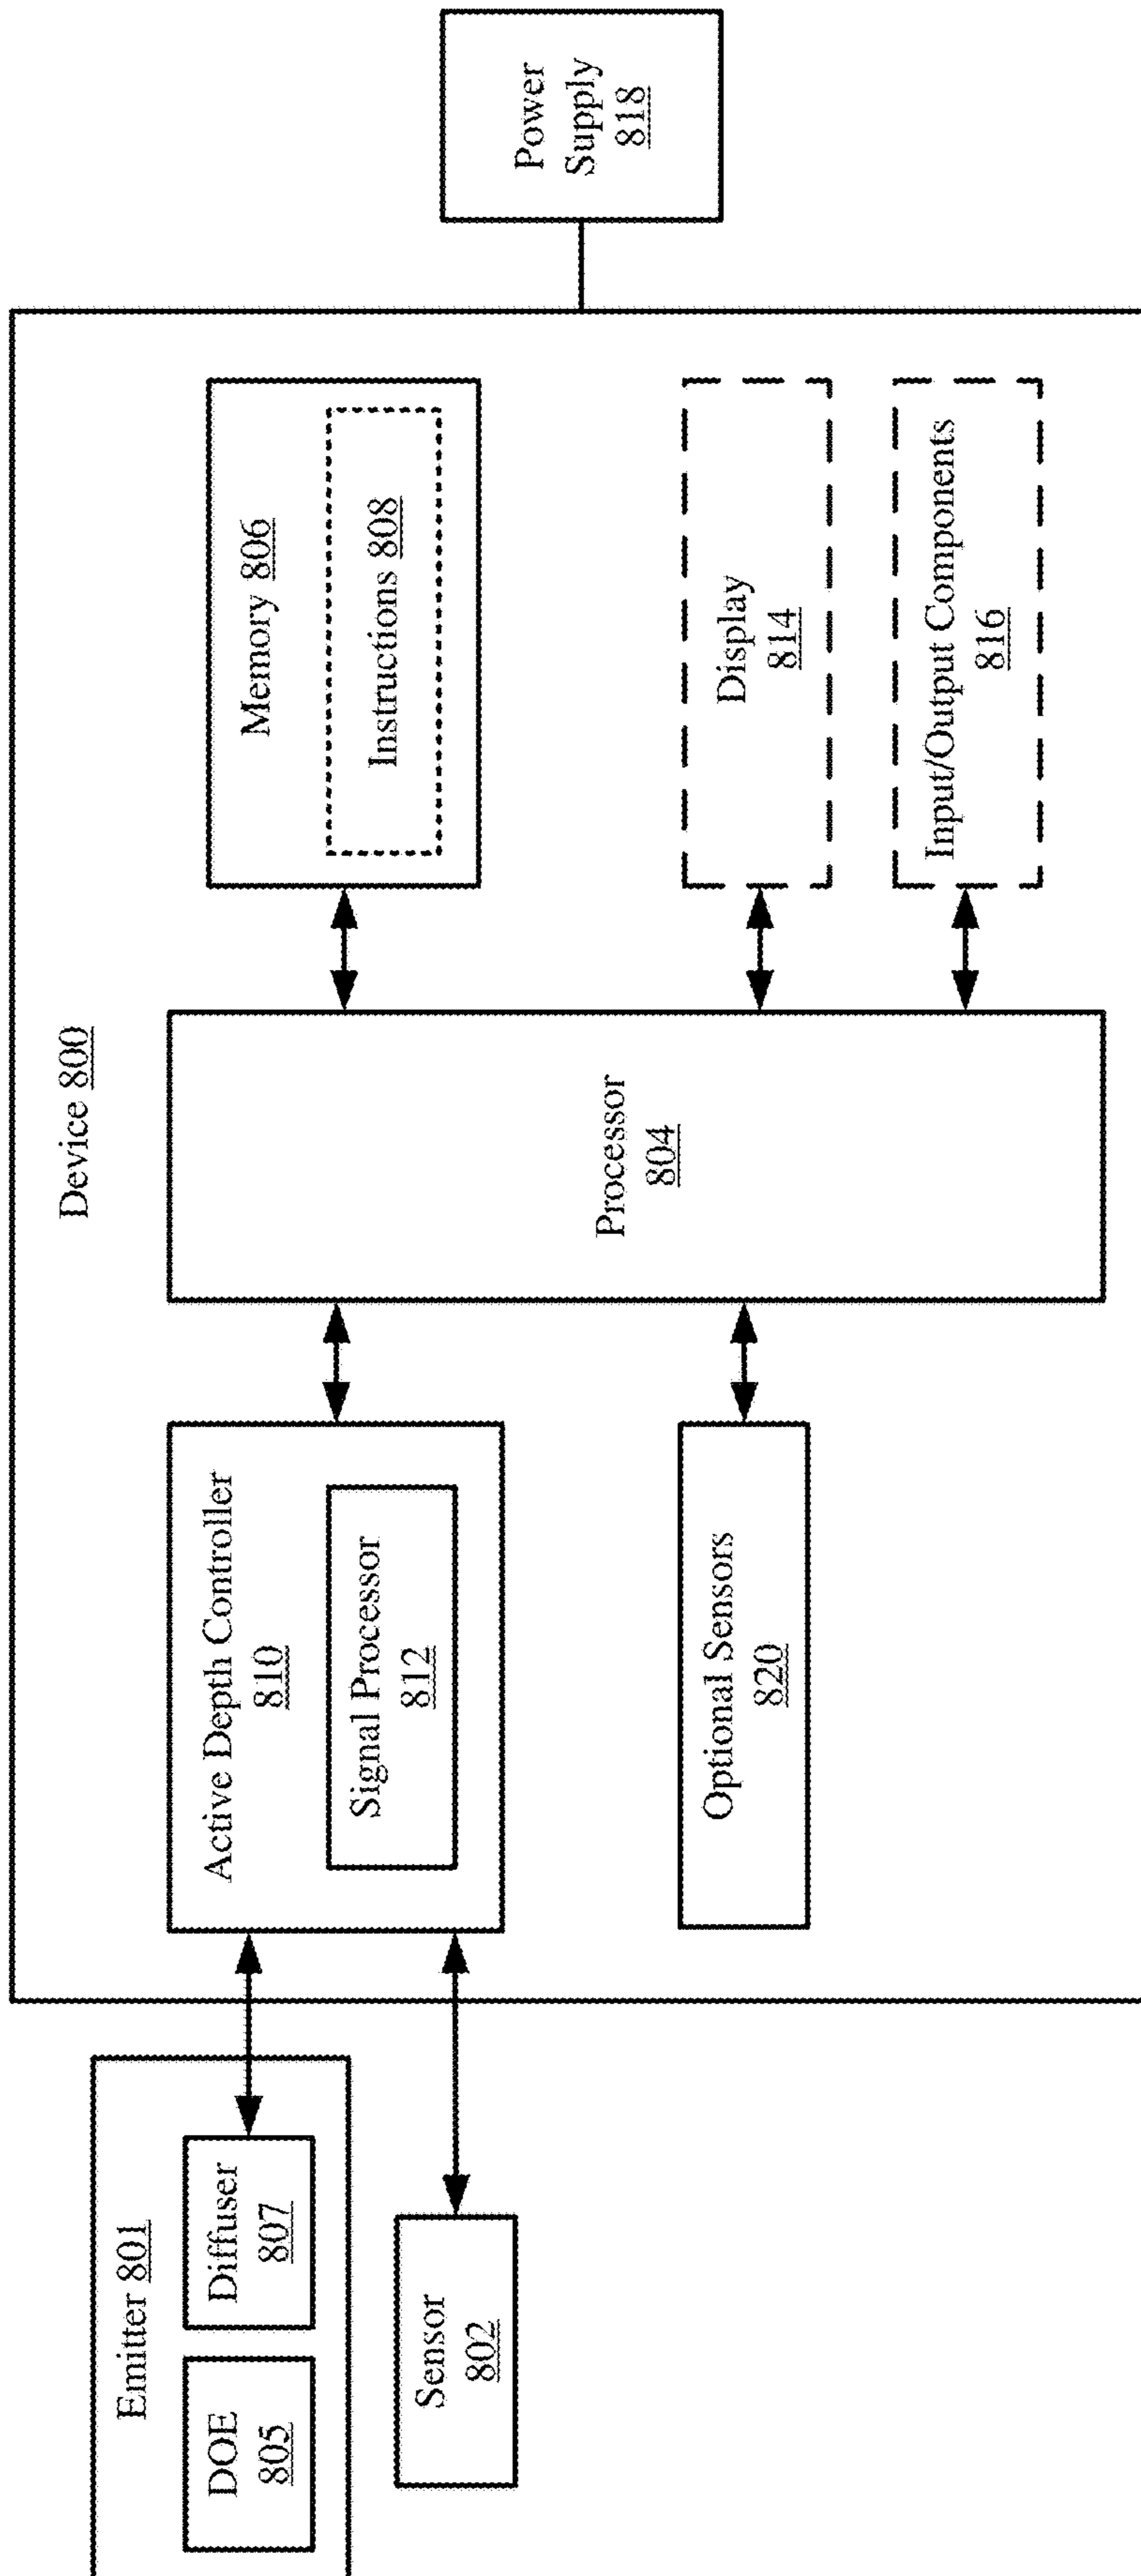 Device 800
Emitter 801
DOE
805
Diffuser
807
Sensor
802
Active Depth Controller
810
Signal Processor
812
Optional Sensors
820
Processor
804
Memory 806
Instructions 808
Display
814
Input/Output Components
816
Power
Supply
818